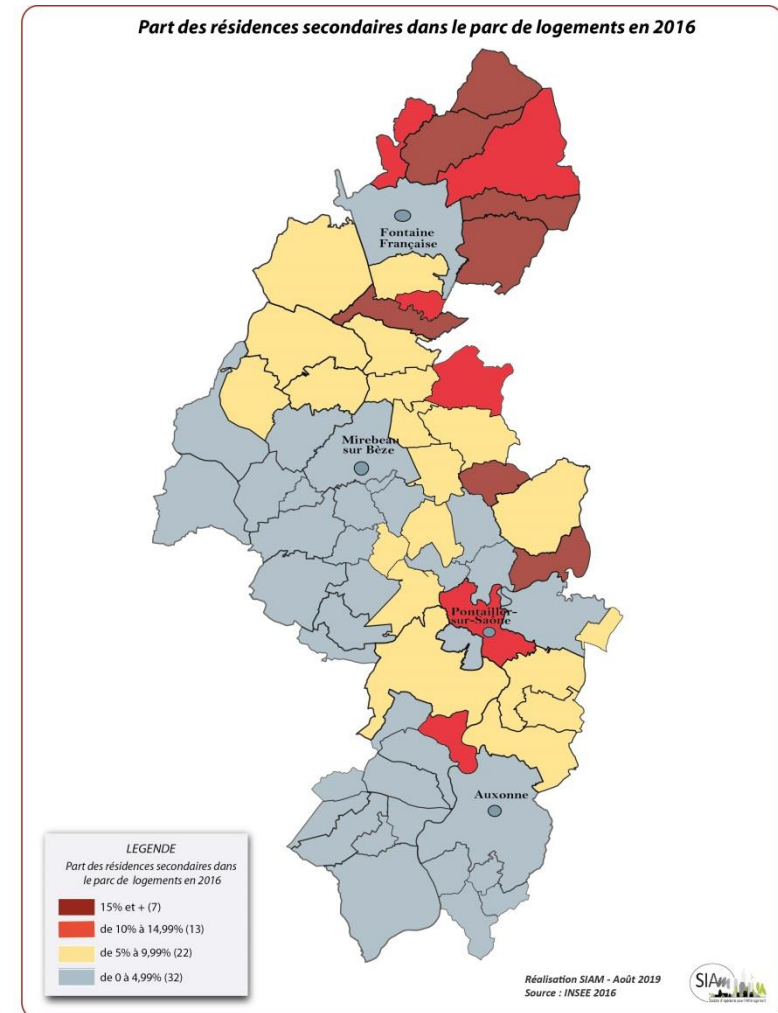 Part des résidences secondaires dans le parc de logements en 2016
Fontaine
Française
Mirebeau
sur Bèze
Pontailler-
sur-Saône
Auxonne
LEGENDE
Part des résidences secondaires dans
le parc de logements en 2016
15% et + (7)
de 10% à 14,99% (13)
de 5% à 9,99% (22)
de 0 à 4,99% (32)
Réalisation SIAM - Août 2019
Source : INSEE 2016
SIAm